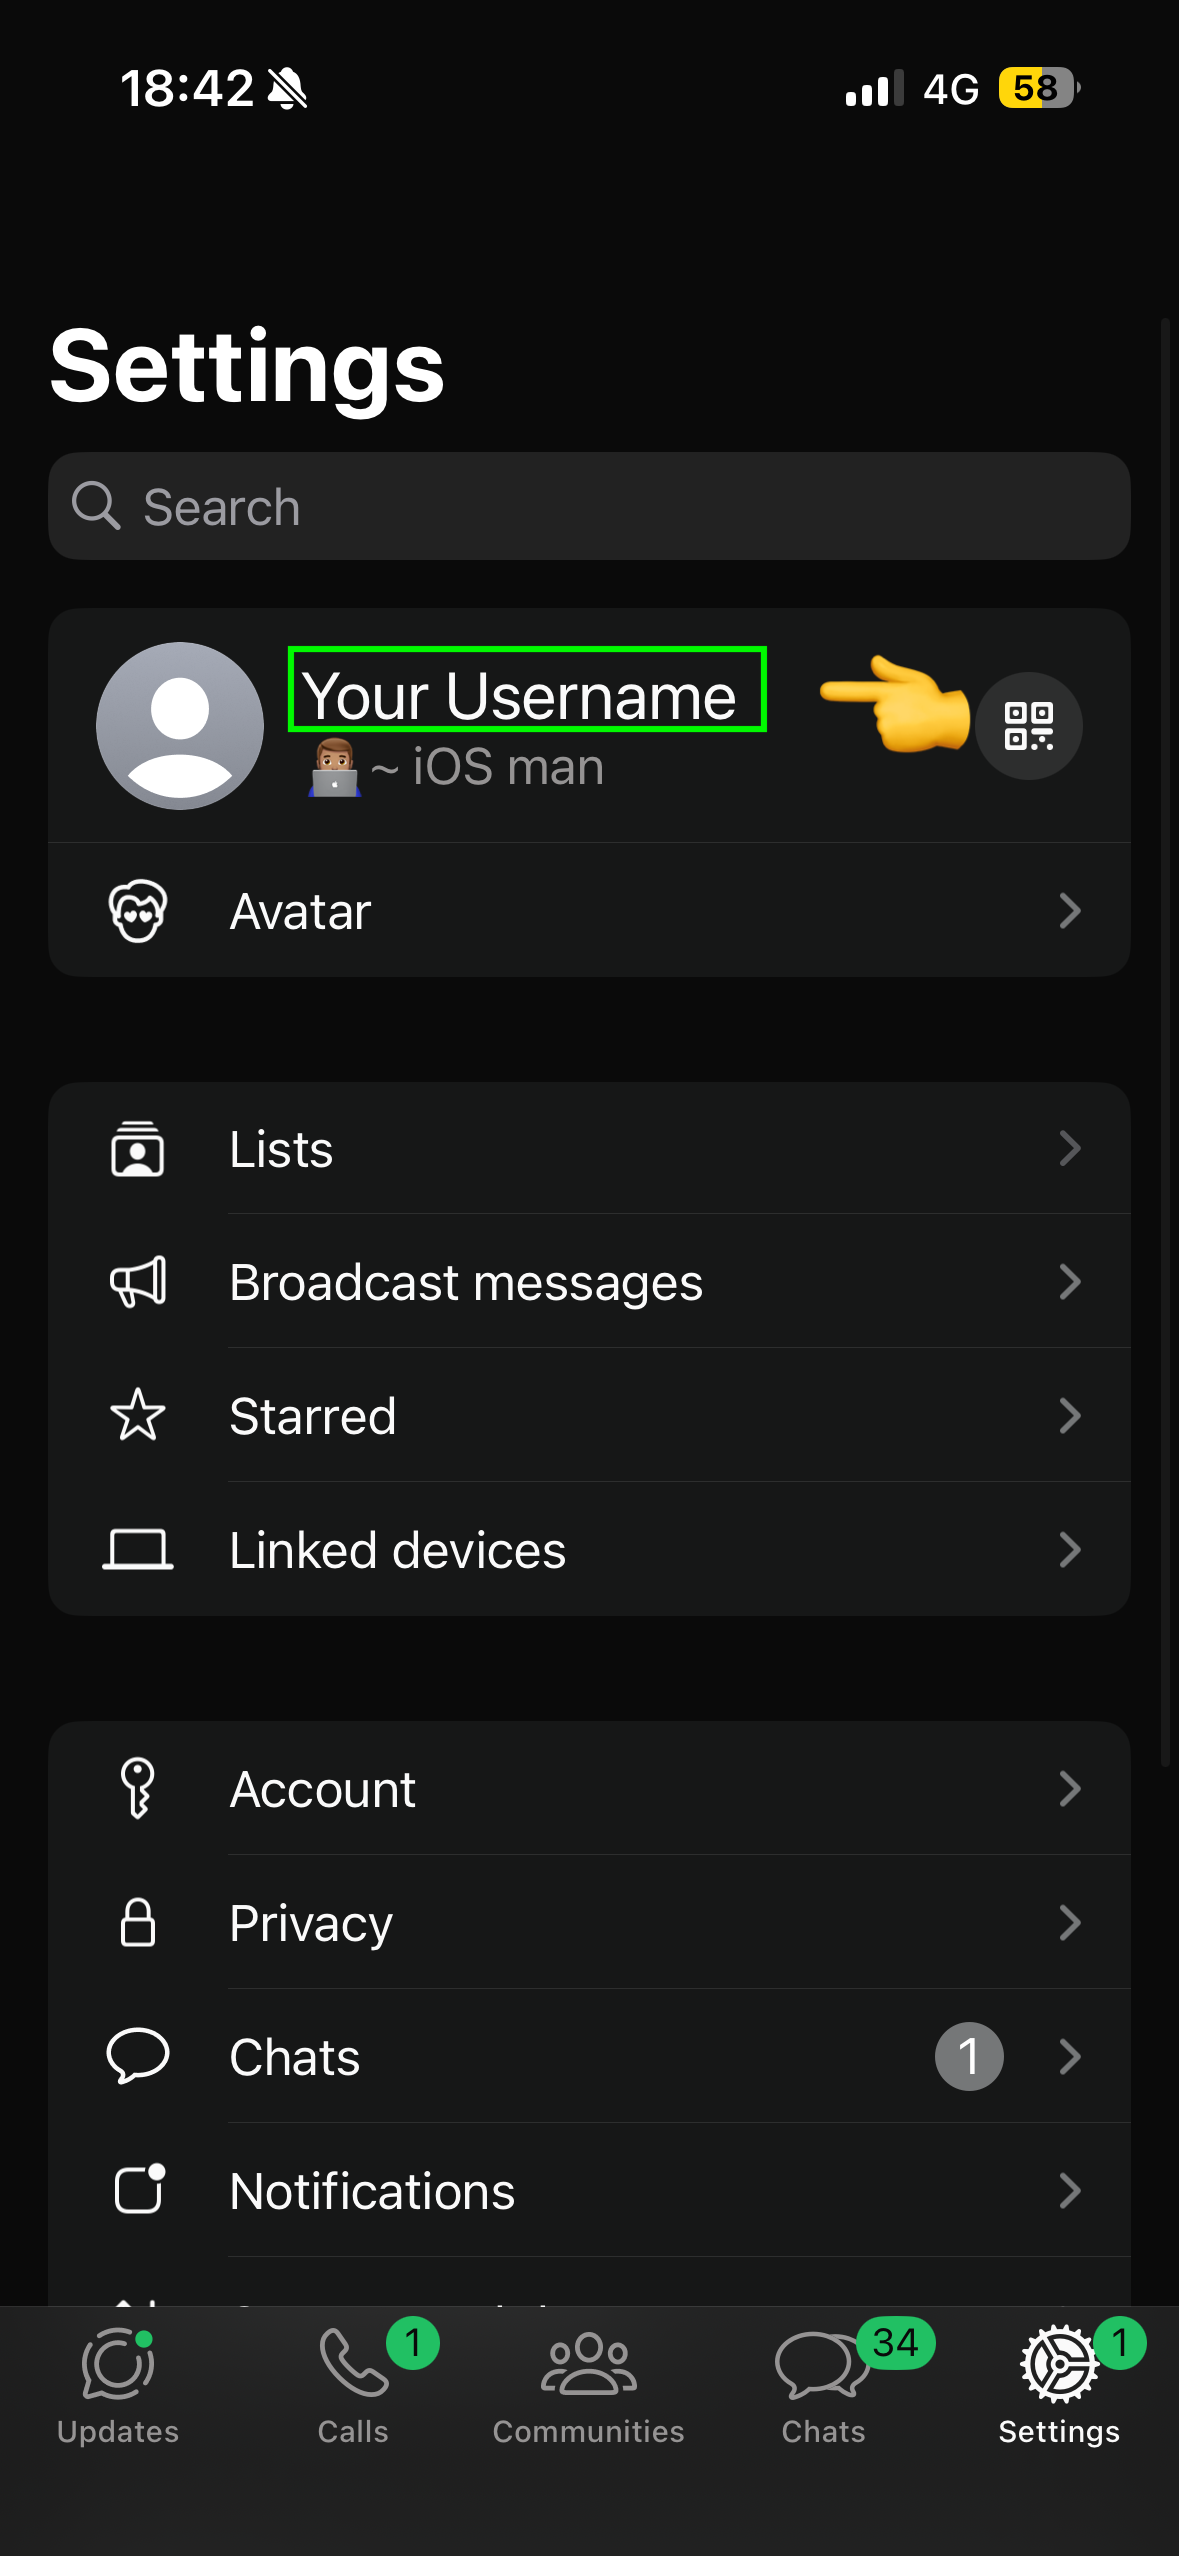 18:42
4G 58
Settings
Search
Your Username
~ iOS man
Avatar
Lists
Broadcast messages
Starred
Linked devices
Account
Privacy
Chats 1
Notifications
1 34 1
Updates Calls Communities Chats Settings